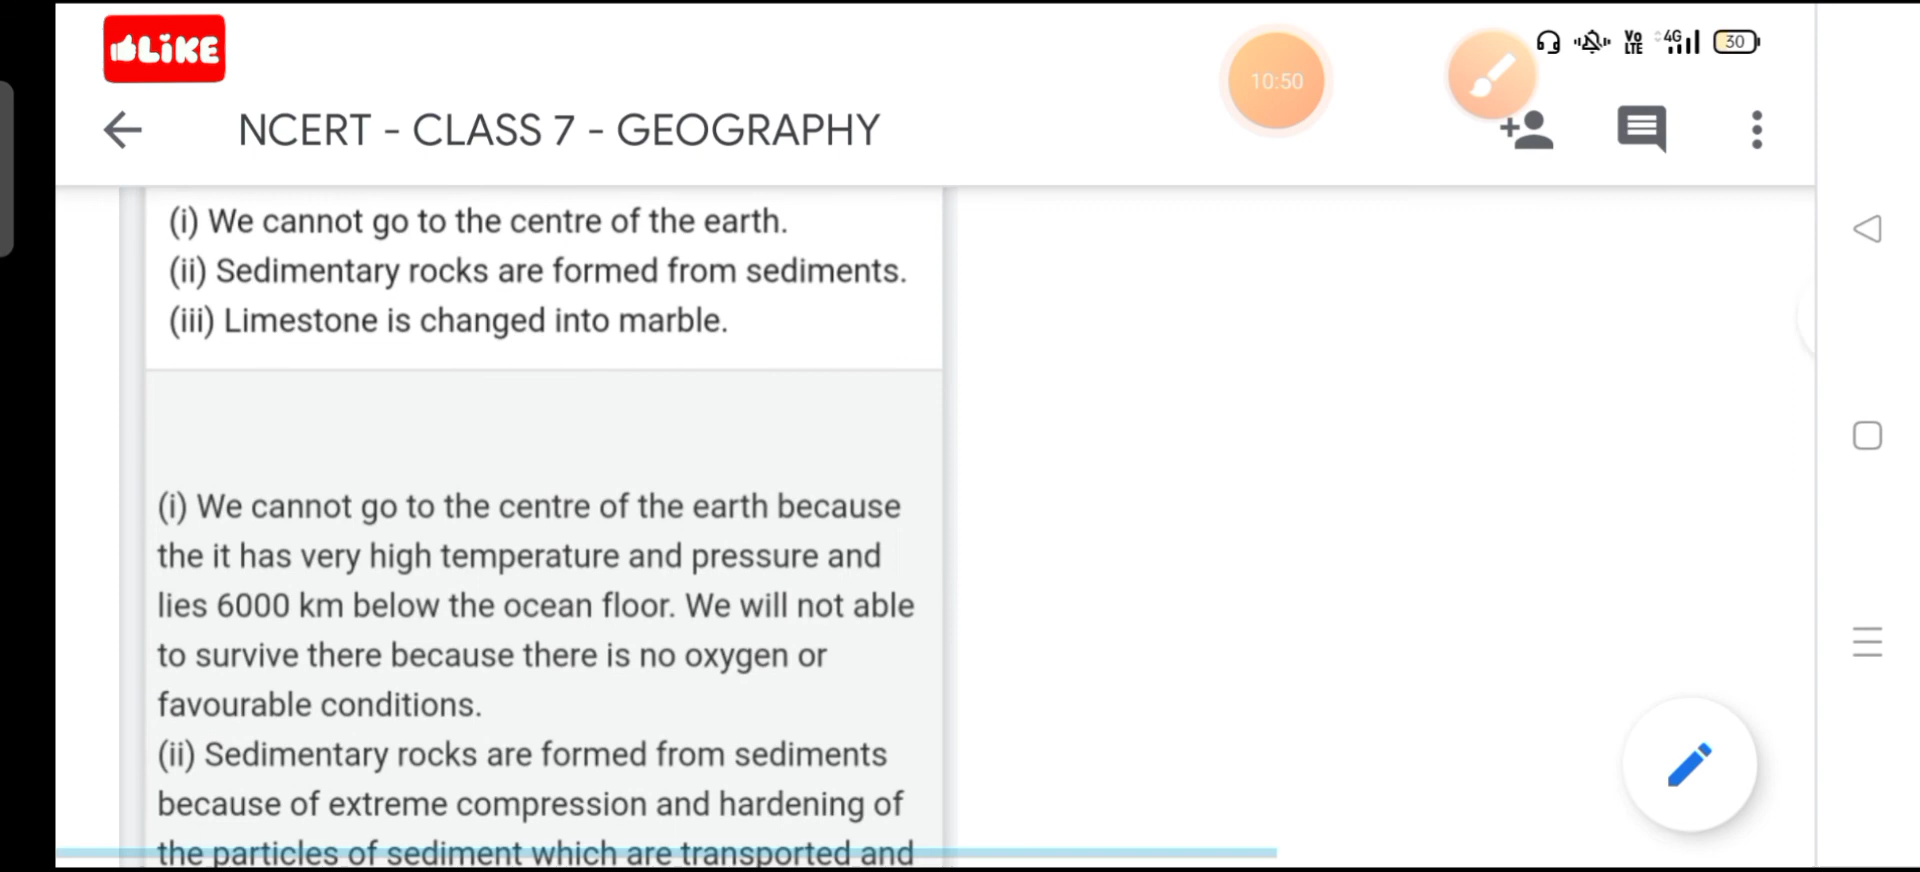 LiKE
10:50
Vo
LTE
4G
30
NCERT - CLASS 7 - GEOGRAPHY
(i) We cannot go to the centre of the earth.
(ii) Sedimentary rocks are formed from sediments.
(iii) Limestone is changed into marble.
(i) We cannot go to the centre of the earth because
the it has very high temperature and pressure and
lies 6000 km below the ocean floor. We will not able
to survive there because there is no oxygen or
favourable conditions.
(ii) Sedimentary rocks are formed from sediments
because of extreme compression and hardening of
the particles of sediment which are transported and